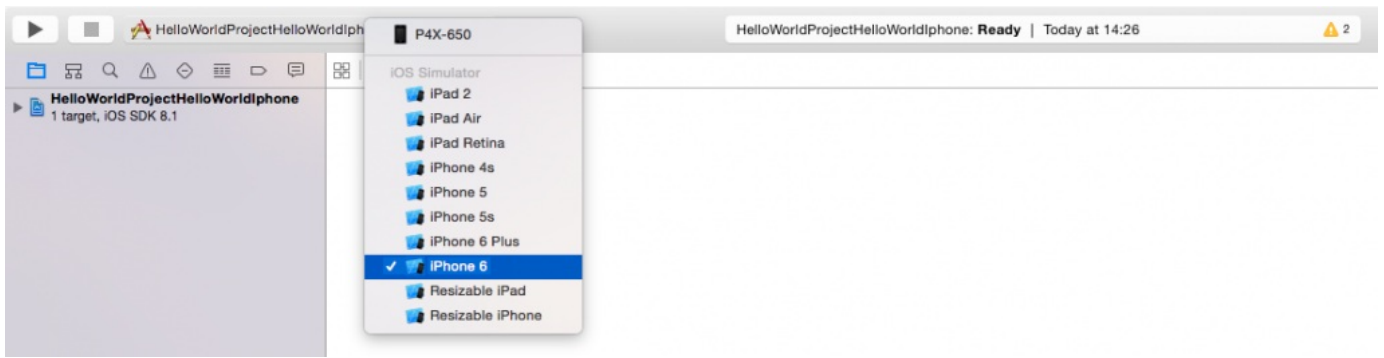 HelloWorldProjectHelloWorldIph
P4X-650
HelloWorldProjectHelloWorldIphone: Ready | Today at 14:26
2
iOS Simulator
HelloWorldProjectHelloWorldIphone
1 target, iOS SDK 8.1
iPad 2
iPad Air
iPad Retina
iPhone 4s
iPhone 5
iPhone 5s
iPhone 6 Plus
✓ iPhone 6
Resizable iPad
Resizable iPhone